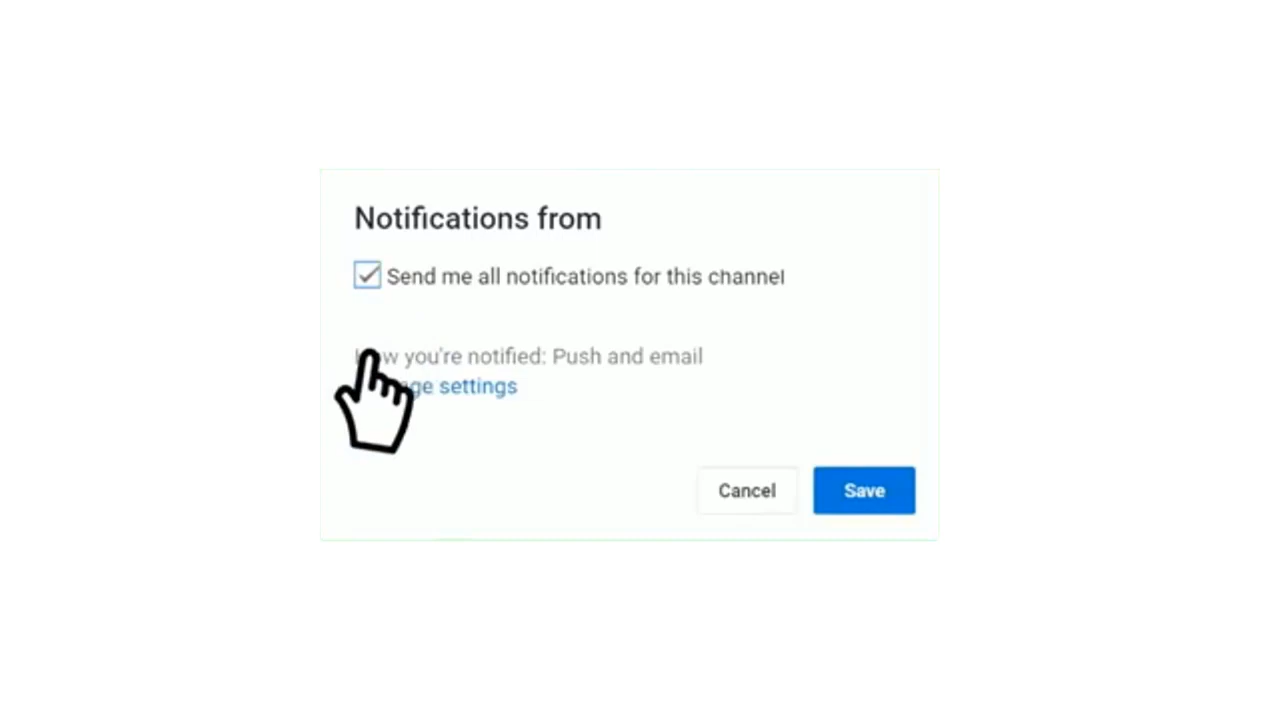 Notifications from
Send me all notifications for this channel
you're notified: Push and email
settings
Cancel
Save